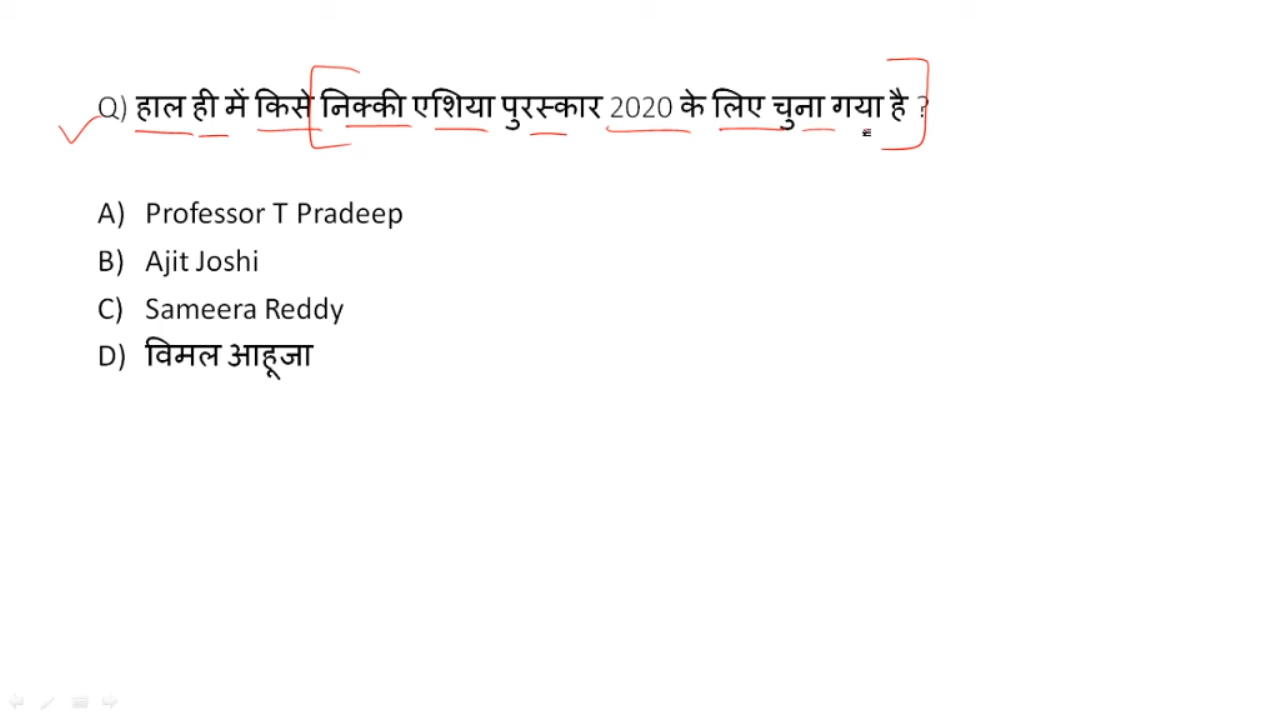 Q) हाल ही में किसे निक्की एशिया पुरस्कार 2020 के लिए चुना गया है ?
A) Professor T Pradeep
B) Ajit Joshi
C) Sameera Reddy
D) विमल आहूजा